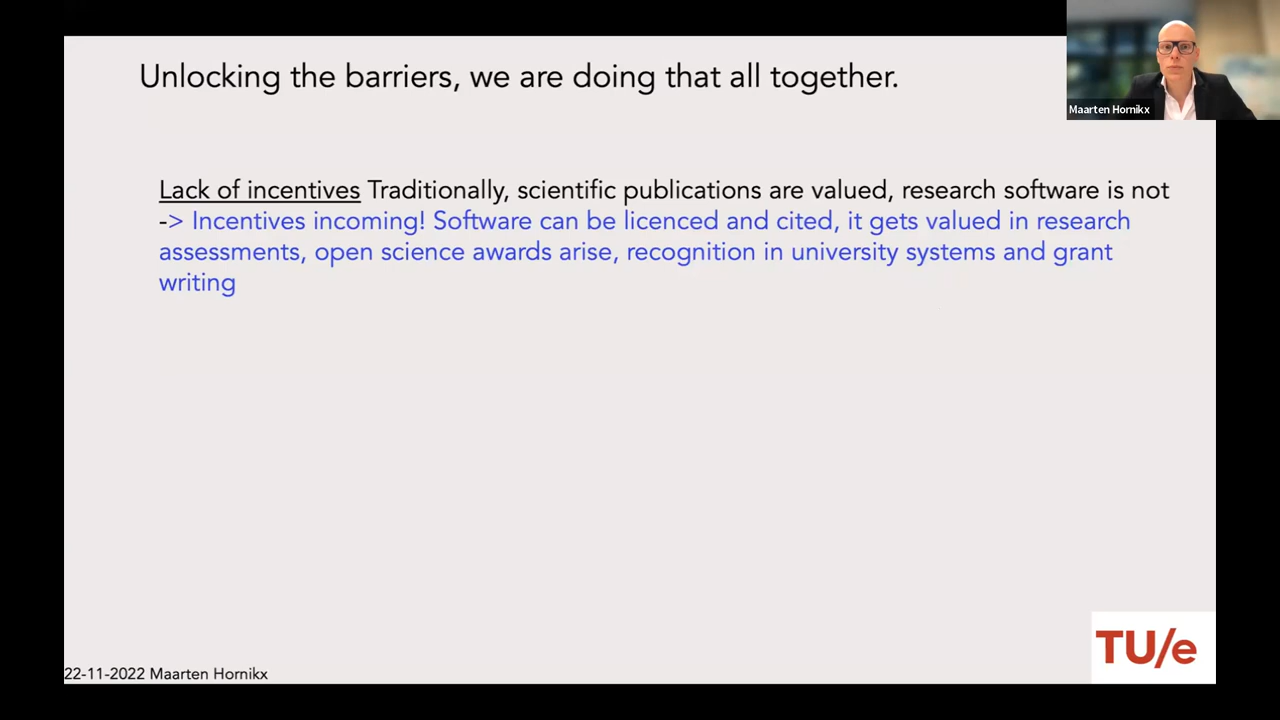 Unlocking the barriers, we are doing that all together.
Maarten Hornikx
Lack of incentives Traditionally, scientific publications are valued, research software is not
-> Incentives incoming! Software can be licenced and cited, it gets valued in research
assessments, open science awards arise, recognition in university systems and grant
writing
TU/e
22-11-2022 Maarten Hornikx